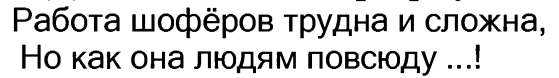 Работа шофёров трудна и сложна,
Но как она людям повсюду ...!